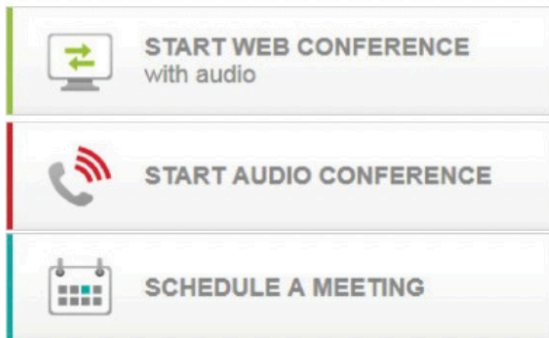 START WEB CONFERENCE
with audio
START AUDIO CONFERENCE
SCHEDULE A MEETING